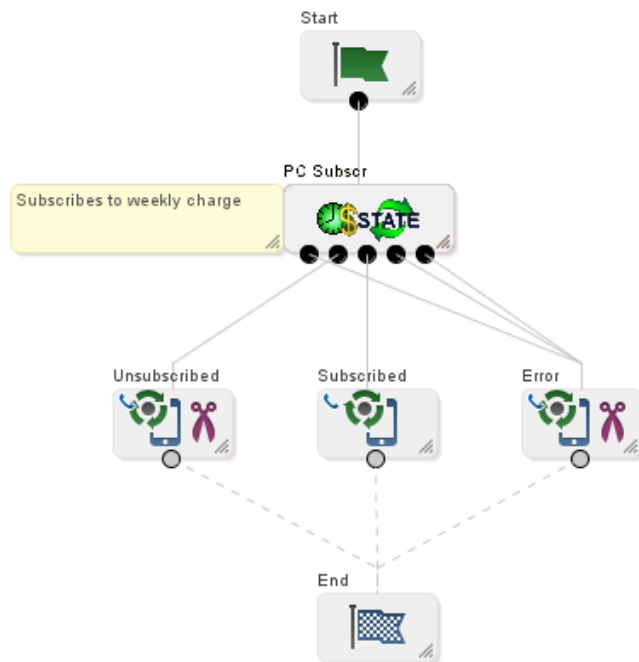 Start
PC Subscr
Subscribes to weekly charge
STATE
Unsubscribed
Subscribed
Error
End